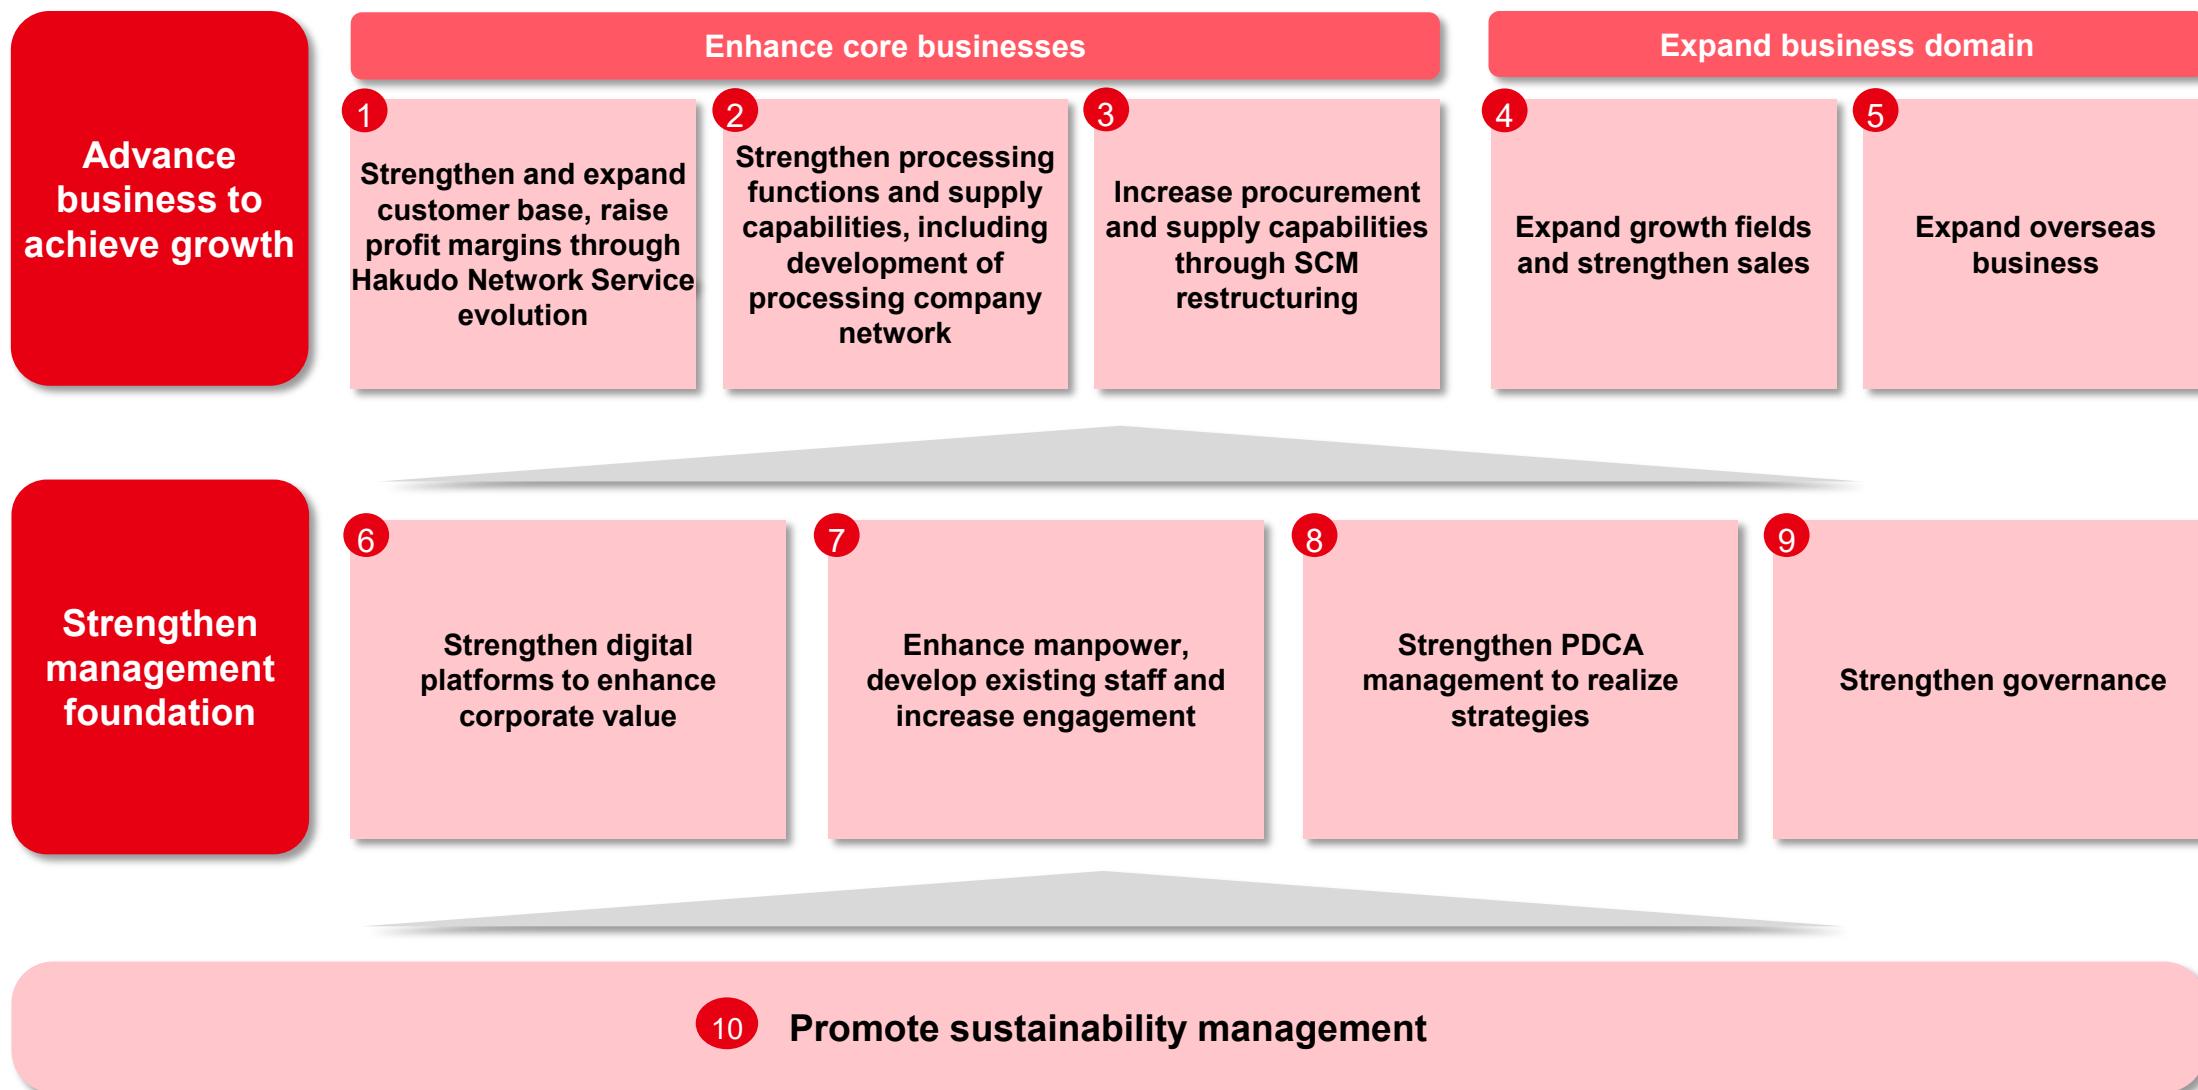 Advance
business to
achieve growth
Enhance core businesses
Expand business domain
1
Strengthen and expand
customer base, raise
profit margins through
Hakudo Network Service
evolution
2
Strengthen processing
functions and supply
capabilities, including
development of
processing company
network
3
Increase procurement
and supply capabilities
through SCM
restructuring
4
Expand growth fields
and strengthen sales
5
Expand overseas
business
Strengthen
management
foundation
6
Strengthen digital
platforms to enhance
corporate value
7
Enhance manpower,
develop existing staff and
increase engagement
8
Strengthen PDCA
management to realize
strategies
9
Strengthen governance
10 Promote sustainability management